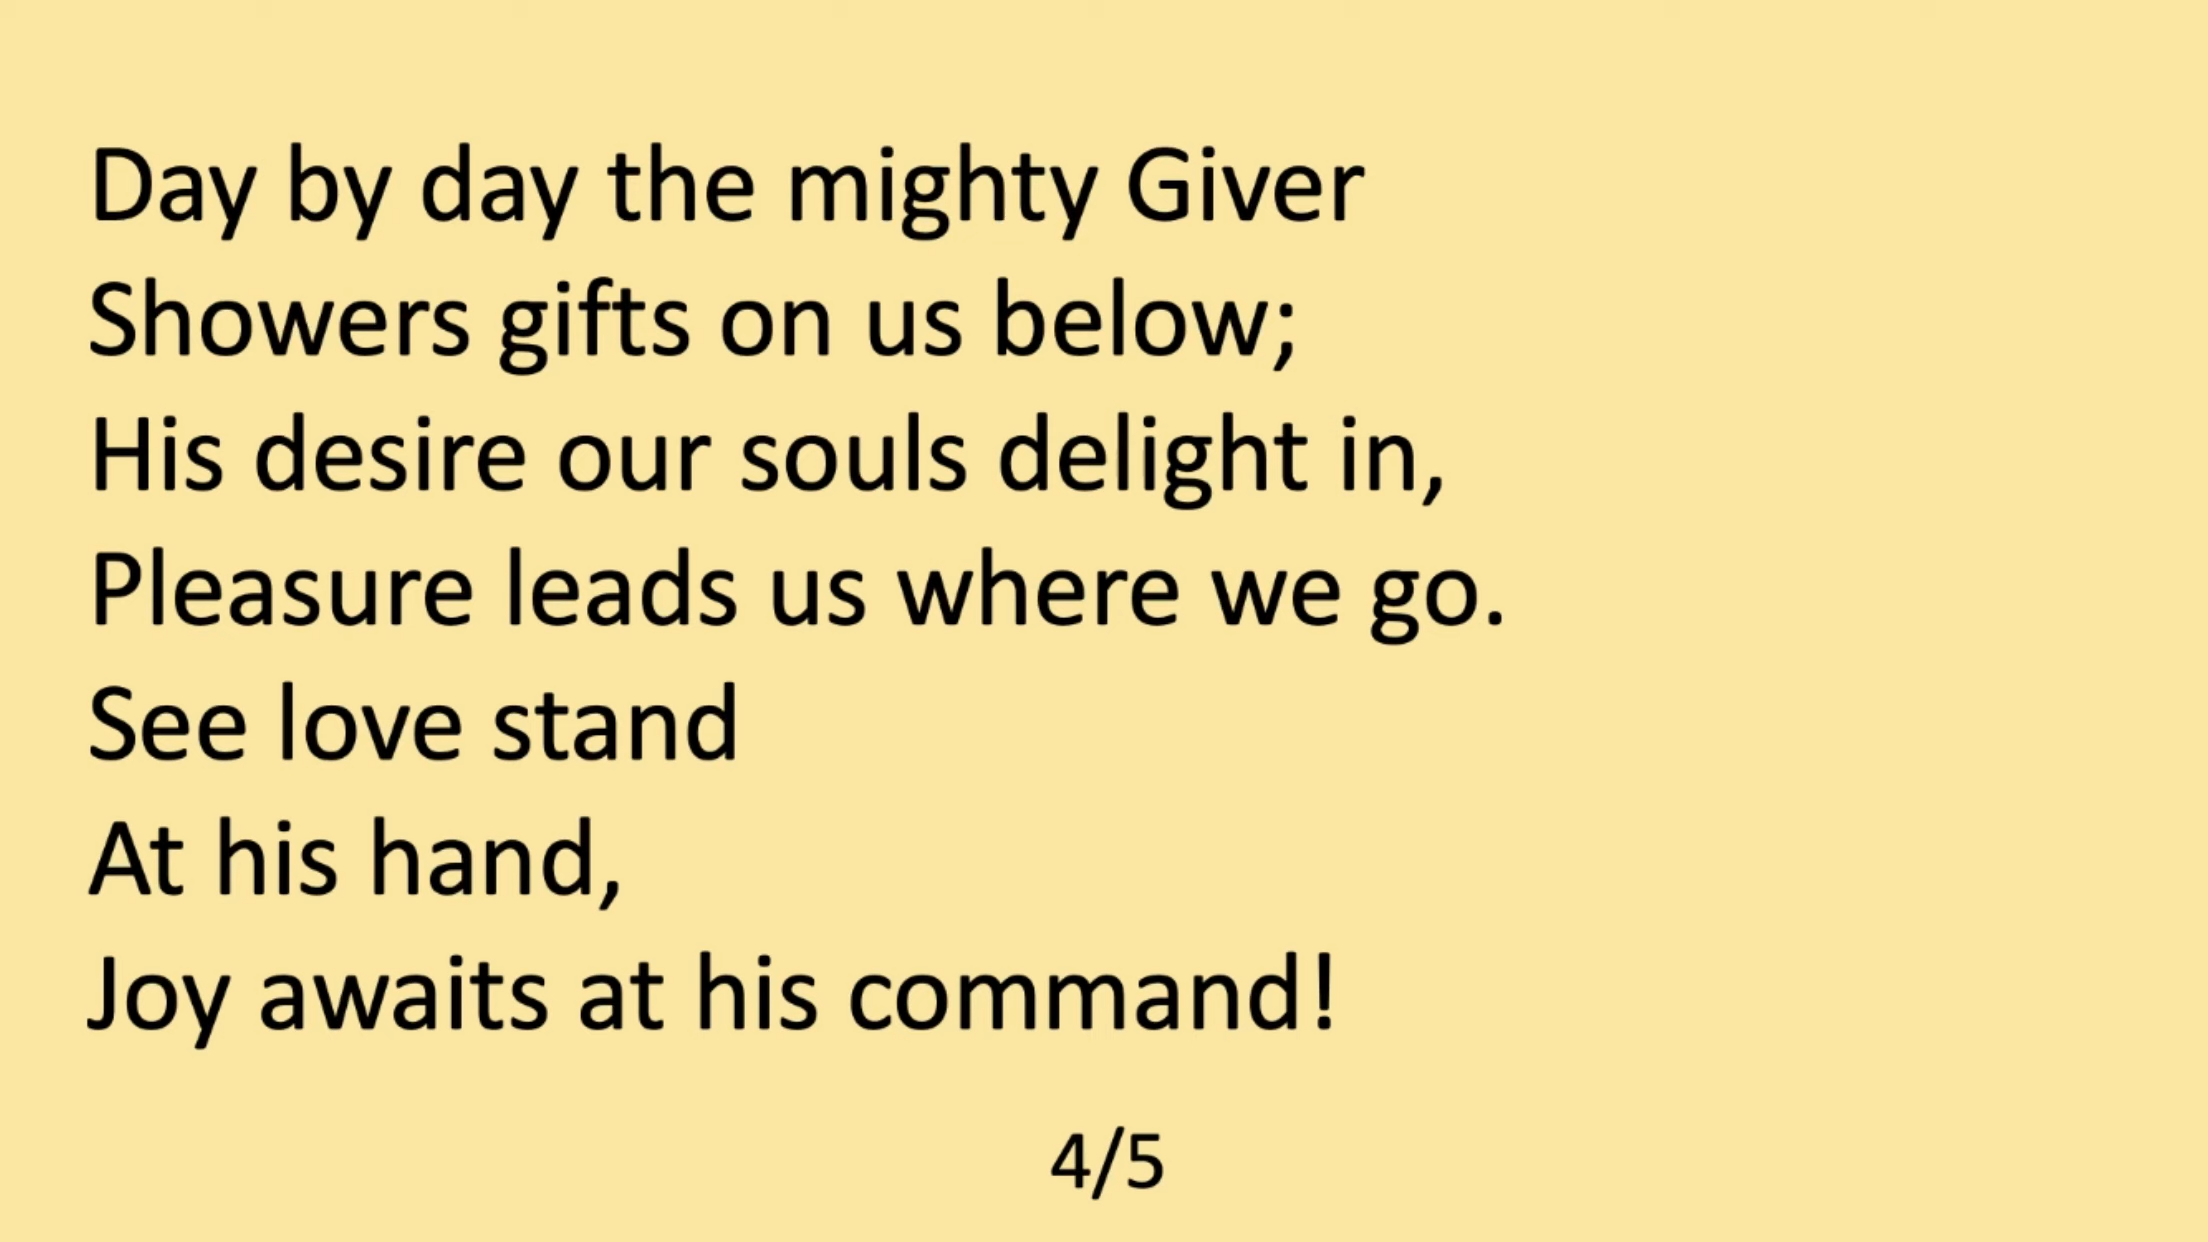 Day by day the mighty Giver
Showers gifts on us below;
His desire our souls delight in,
Pleasure leads us where we go.
See love stand
At his hand,
Joy awaits at his command!
4/5